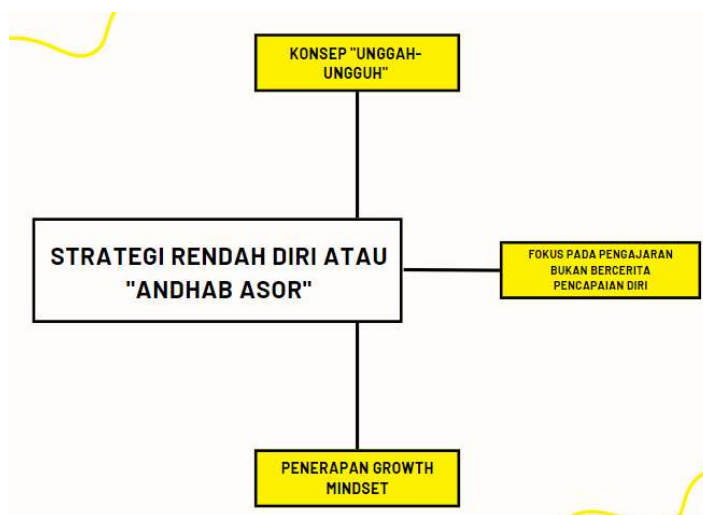 KONSEP "UNGGAH-
UNGGUH"
STRATEGI RENDAH DIRI ATAU
"ANDHAB ASOR"
FOKUS PADA PENGAJARAN
BUKAN BERCERITA
PENCAPAIAN DIRI
PENERAPAN GROWTH
MINDSET